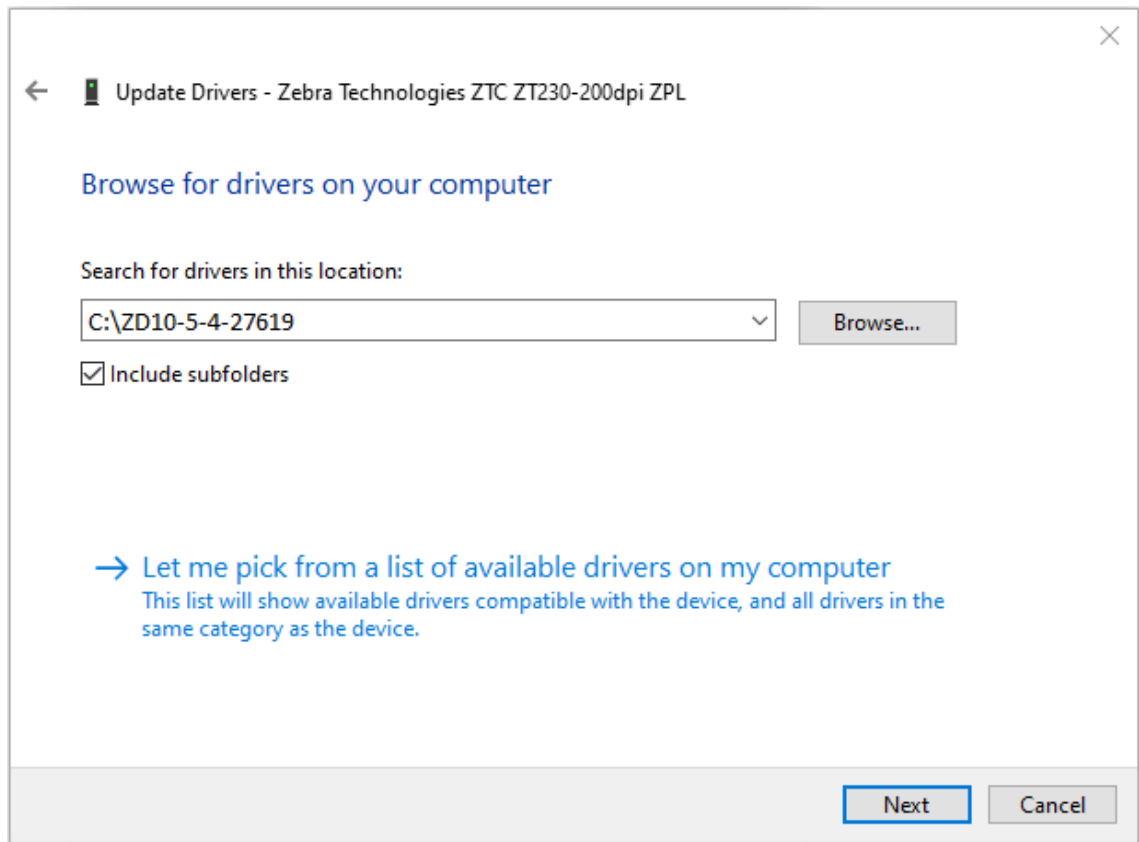 Update Drivers - Zebra Technologies ZTC ZT230-200dpi ZPL
Browse for drivers on your computer
Search for drivers in this location:
C:\ZD10-5-4-27619
Browse...
Include subfolders
Let me pick from a list of available drivers on my computer
This list will show available drivers compatible with the device, and all drivers in the
same category as the device.
Next
Cancel